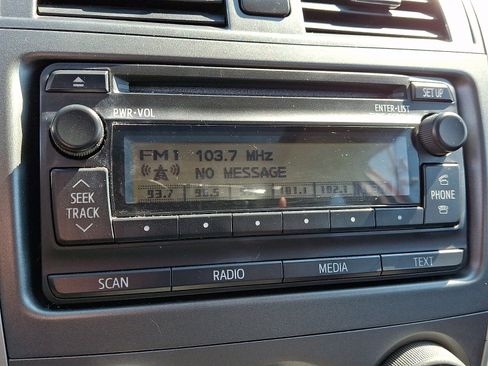 SET UP
PWR·VOL
ENTER·LIST
FM1 103.7 MHz
NO MESSAGE
93.7 96.5 101.1 102.1
SEEK
TRACK
PHONE
SCAN
RADIO
MEDIA
TEXT